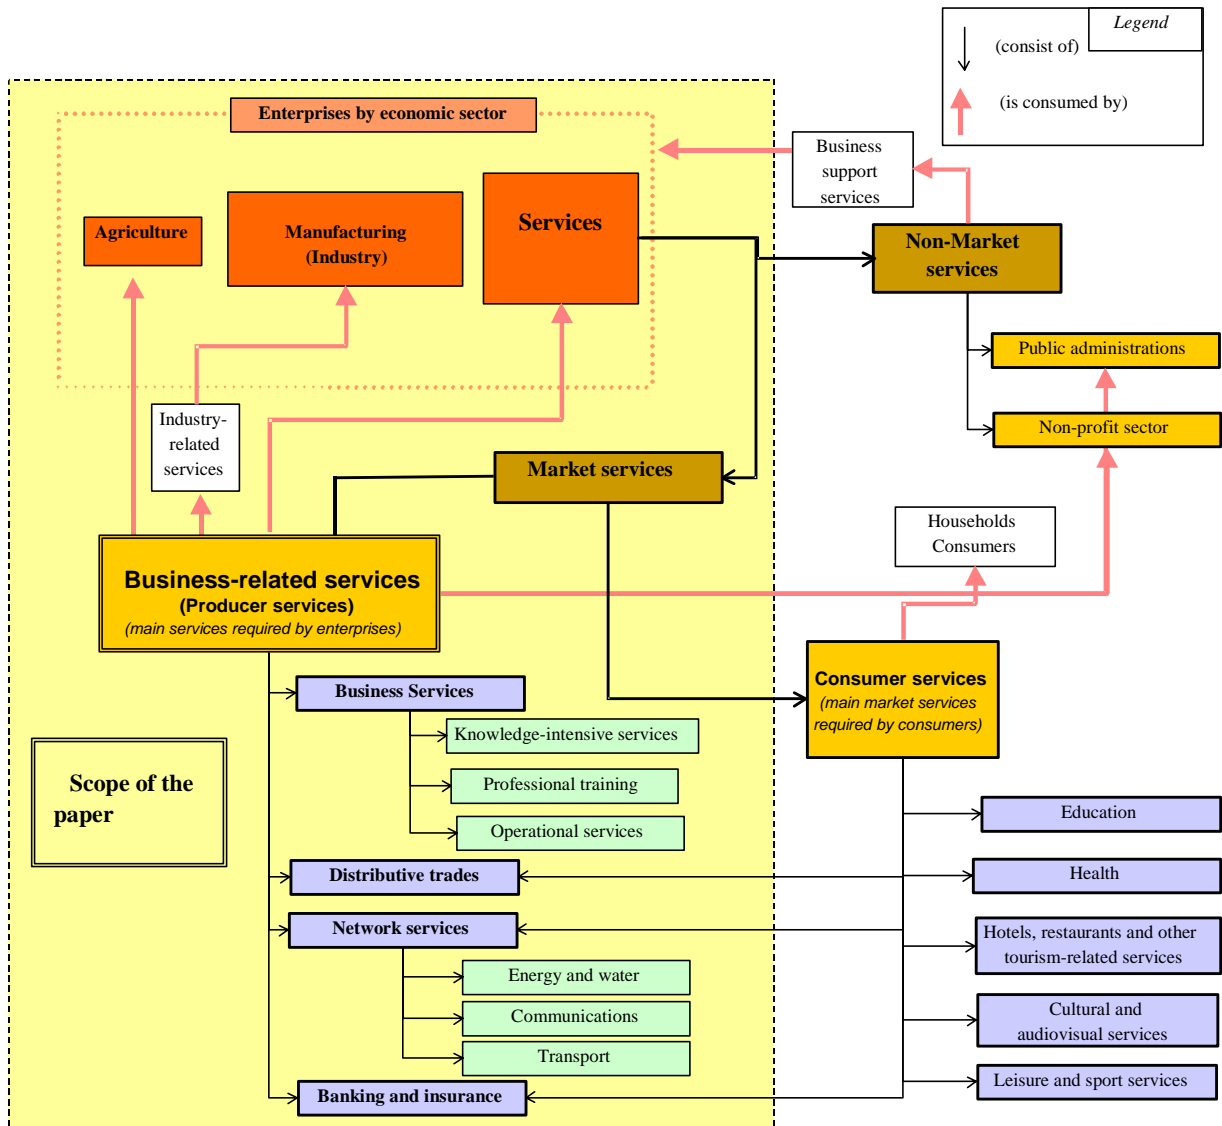 Legend
(consist of)
(is consumed by)
Enterprises by economic sector
Business
support
services
Services
Agriculture
Manufacturing
(Industry)
Non-Market
services
Public administrations
Industry-
related
services
Non-profit sector
Market services
Households
Consumers
Business-related services
(Producer services)
(main services required by enterprises)
Consumer services
(main market services
required by consumers)
Business Services
Knowledge-intensive services
Professional training
Operational services
Scope of the
paper
Education
Distributive trades
Health
Network services
Hotels, restaurants and other
tourism-related services
Energy and water
Communications
Cultural and
audiovisual services
Transport
Leisure and sport services
Banking and insurance